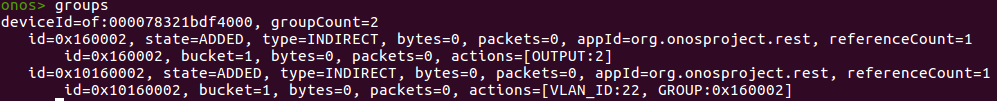 onos> groups
deviceId=of:000078321bdf4000, groupCount=2
id=0x160002, state=ADDED, type=INDIRECT, bytes=0, packets=0, appId=org.onosproject.rest, referenceCount=1
id=0x160002, bucket=1, bytes=0, packets=0, actions=[OUTPUT:2]
id=0x10160002, state=ADDED, type=INDIRECT, bytes=0, packets=0, appId=org.onosproject.rest, referenceCount=1
id=0x10160002, bucket=1, bytes=0, packets=0, actions=[VLAN_ID:22, GROUP:0x160002]